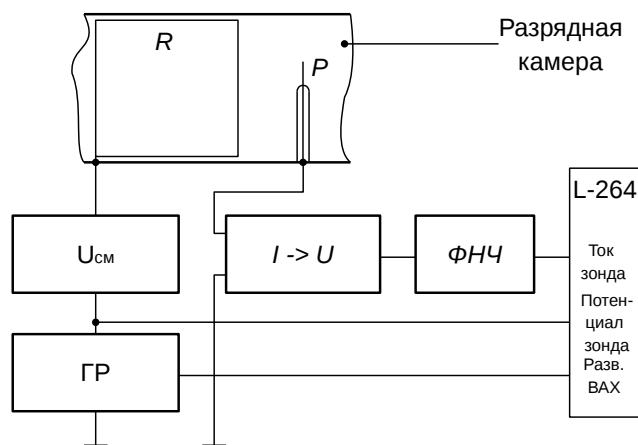 R
P
Разрядная
камера
L-264
Uсм
I -> U
ФНЧ
Ток
зонда
Потен-
циал
зонда
ГР
Разв.
ВАХ